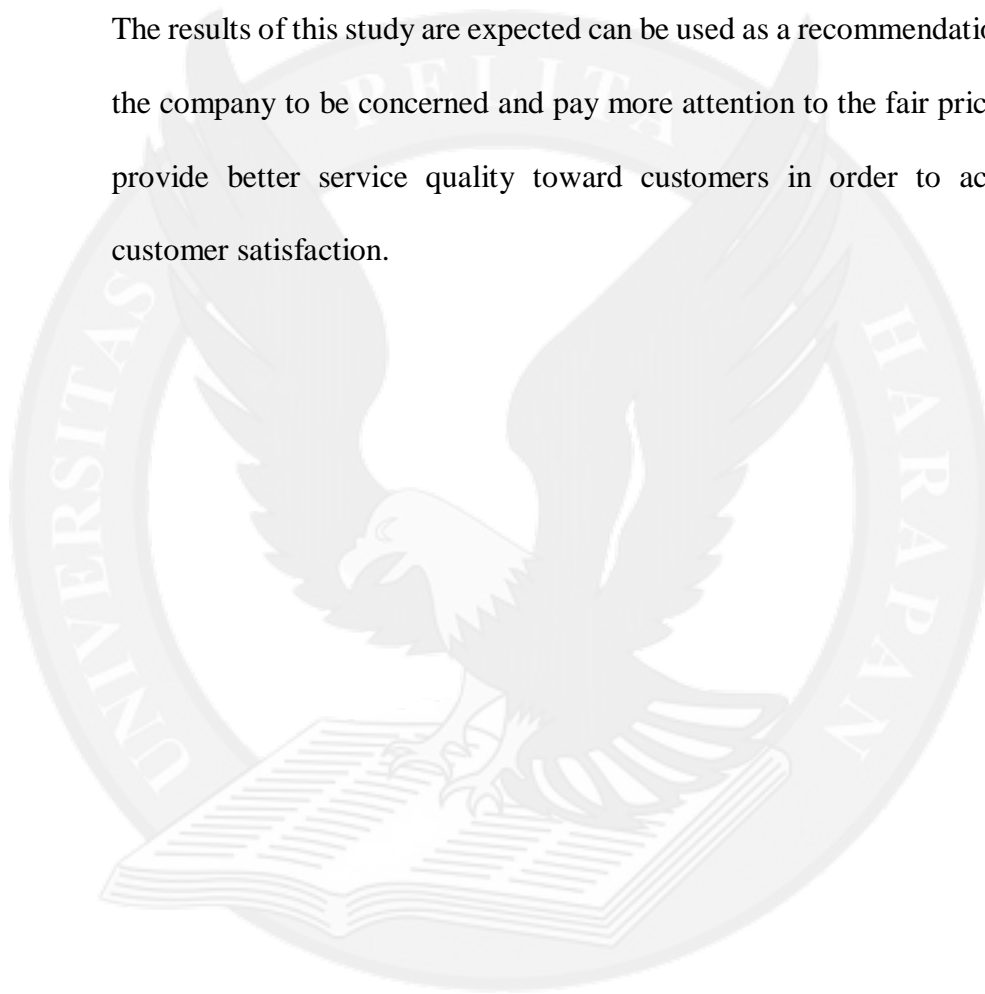 The results of this study are expected can be used as a recommendatio
the company to be concerned and pay more attention to the fair pric
provide better service quality toward customers in order to ac
customer satisfaction.
UNIVERSITAS PELITA HARAPAN